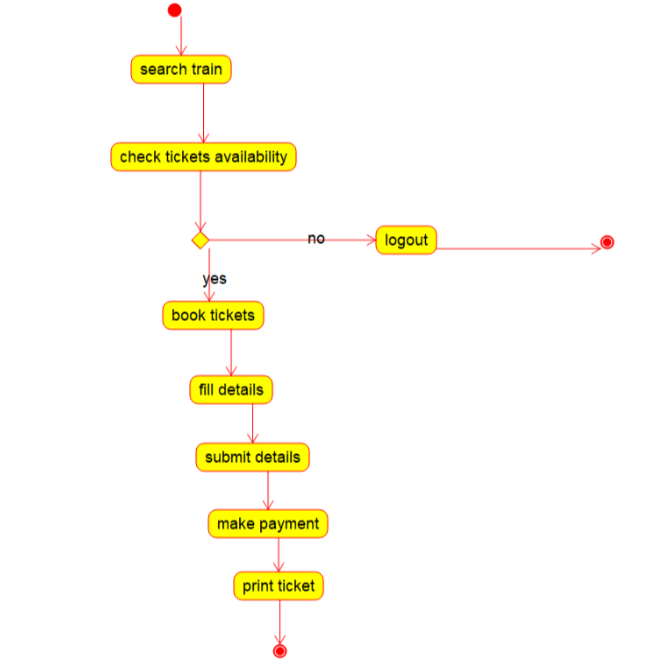 search train
check tickets availability
no
logout
yes
book tickets
fill details
submit details
make payment
print ticket